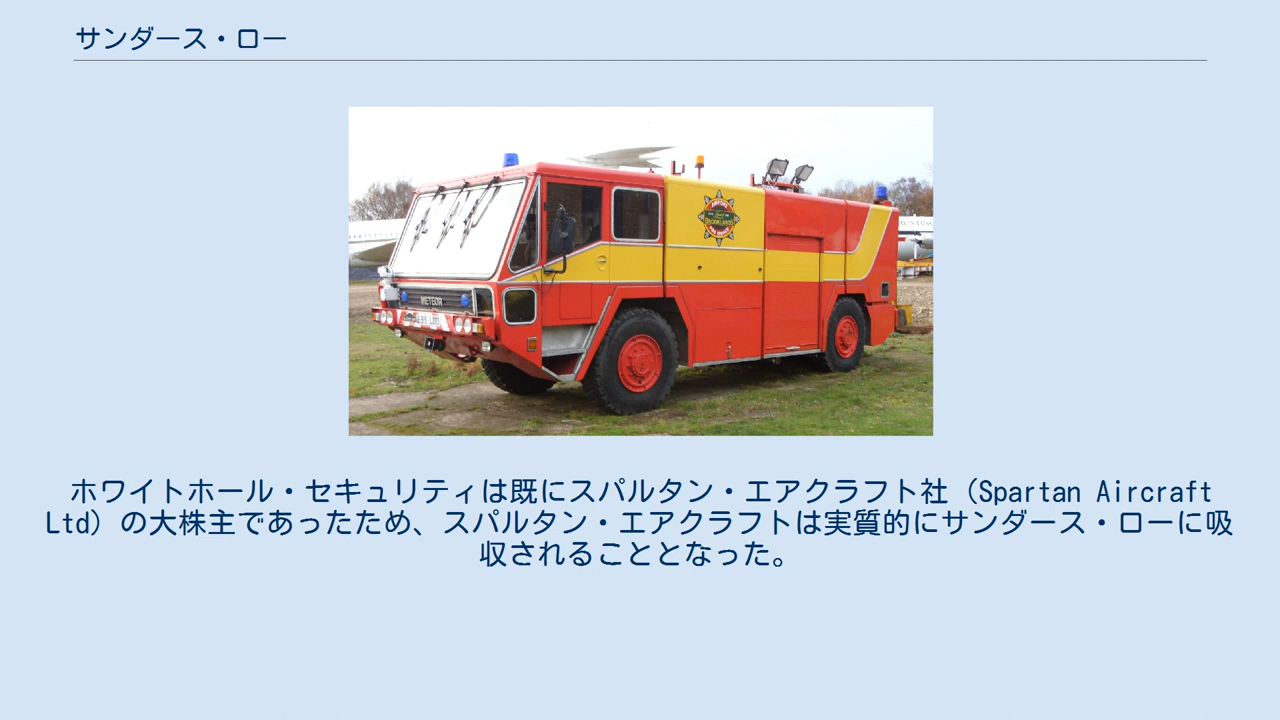 サンダース・ロー
METEOR
BROOKLANDS
ホワイトホール・セキュリティは既にスパルタン・エアクラフト社（Spartan Aircraft
Ltd）の大株主であったため、スパルタン・エアクラフトは実質的にサンダース・ローに吸
収されることとなった。